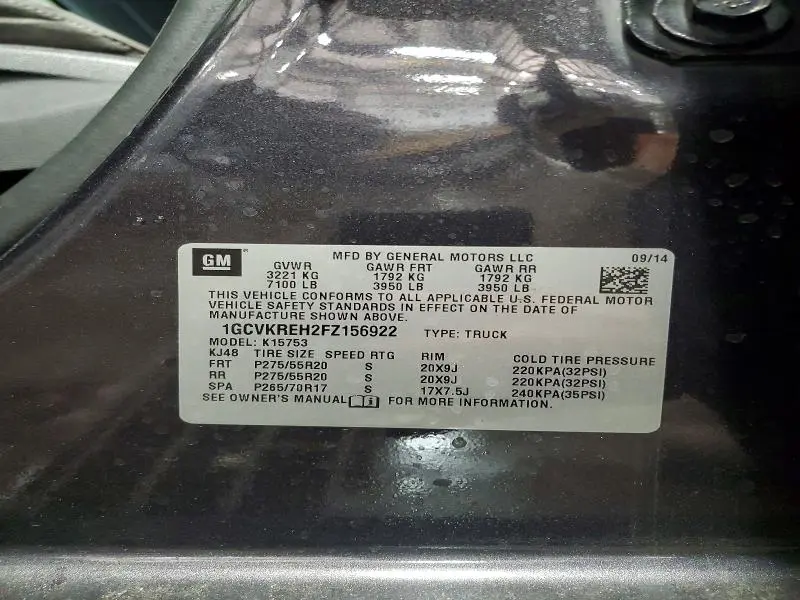 GM
MFD BY GENERAL MOTORS LLC 09/14
GVWR GAWR FRT GAWR RR
3221 KG 1792 KG 1792 KG
7100 LB 3950 LB 3950 LB
THIS VEHICLE CONFORMS TO ALL APPLICABLE U.S. FEDERAL MOTOR
VEHICLE SAFETY STANDARDS IN EFFECT ON THE DATE OF
MANUFACTURE SHOWN ABOVE.
1GCVKREH2FZ156922 TYPE: TRUCK
MODEL: K15753
KJ48 TIRE SIZE SPEED RTG RIM COLD TIRE PRESSURE
FRT P275/55R20 S 20X9J 220KPA(32PSI)
RR P275/55R20 S 20X9J 220KPA(32PSI)
SPA P265/70R17 S 17X7.5J 240KPA(35PSI)
SEE OWNER'S MANUAL FOR MORE INFORMATION.